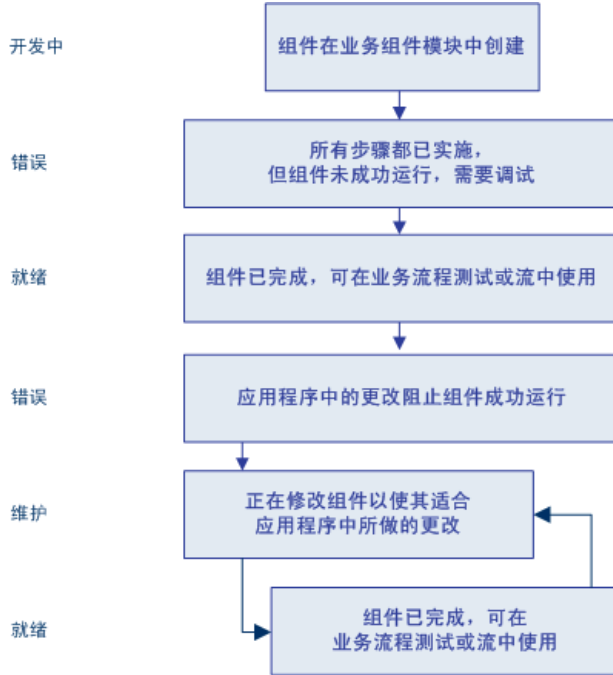 开发中
组件在业务组件模块中创建
错误
所有步骤都已实施，
但组件未成功运行，需要调试
就绪
组件已完成，可在业务流程测试或流中使用
错误
应用程序中的更改阻止组件成功运行
维护
正在修改组件以使其适合
应用程序中所做的更改
就绪
组件已完成，可在
业务流程测试或流中使用